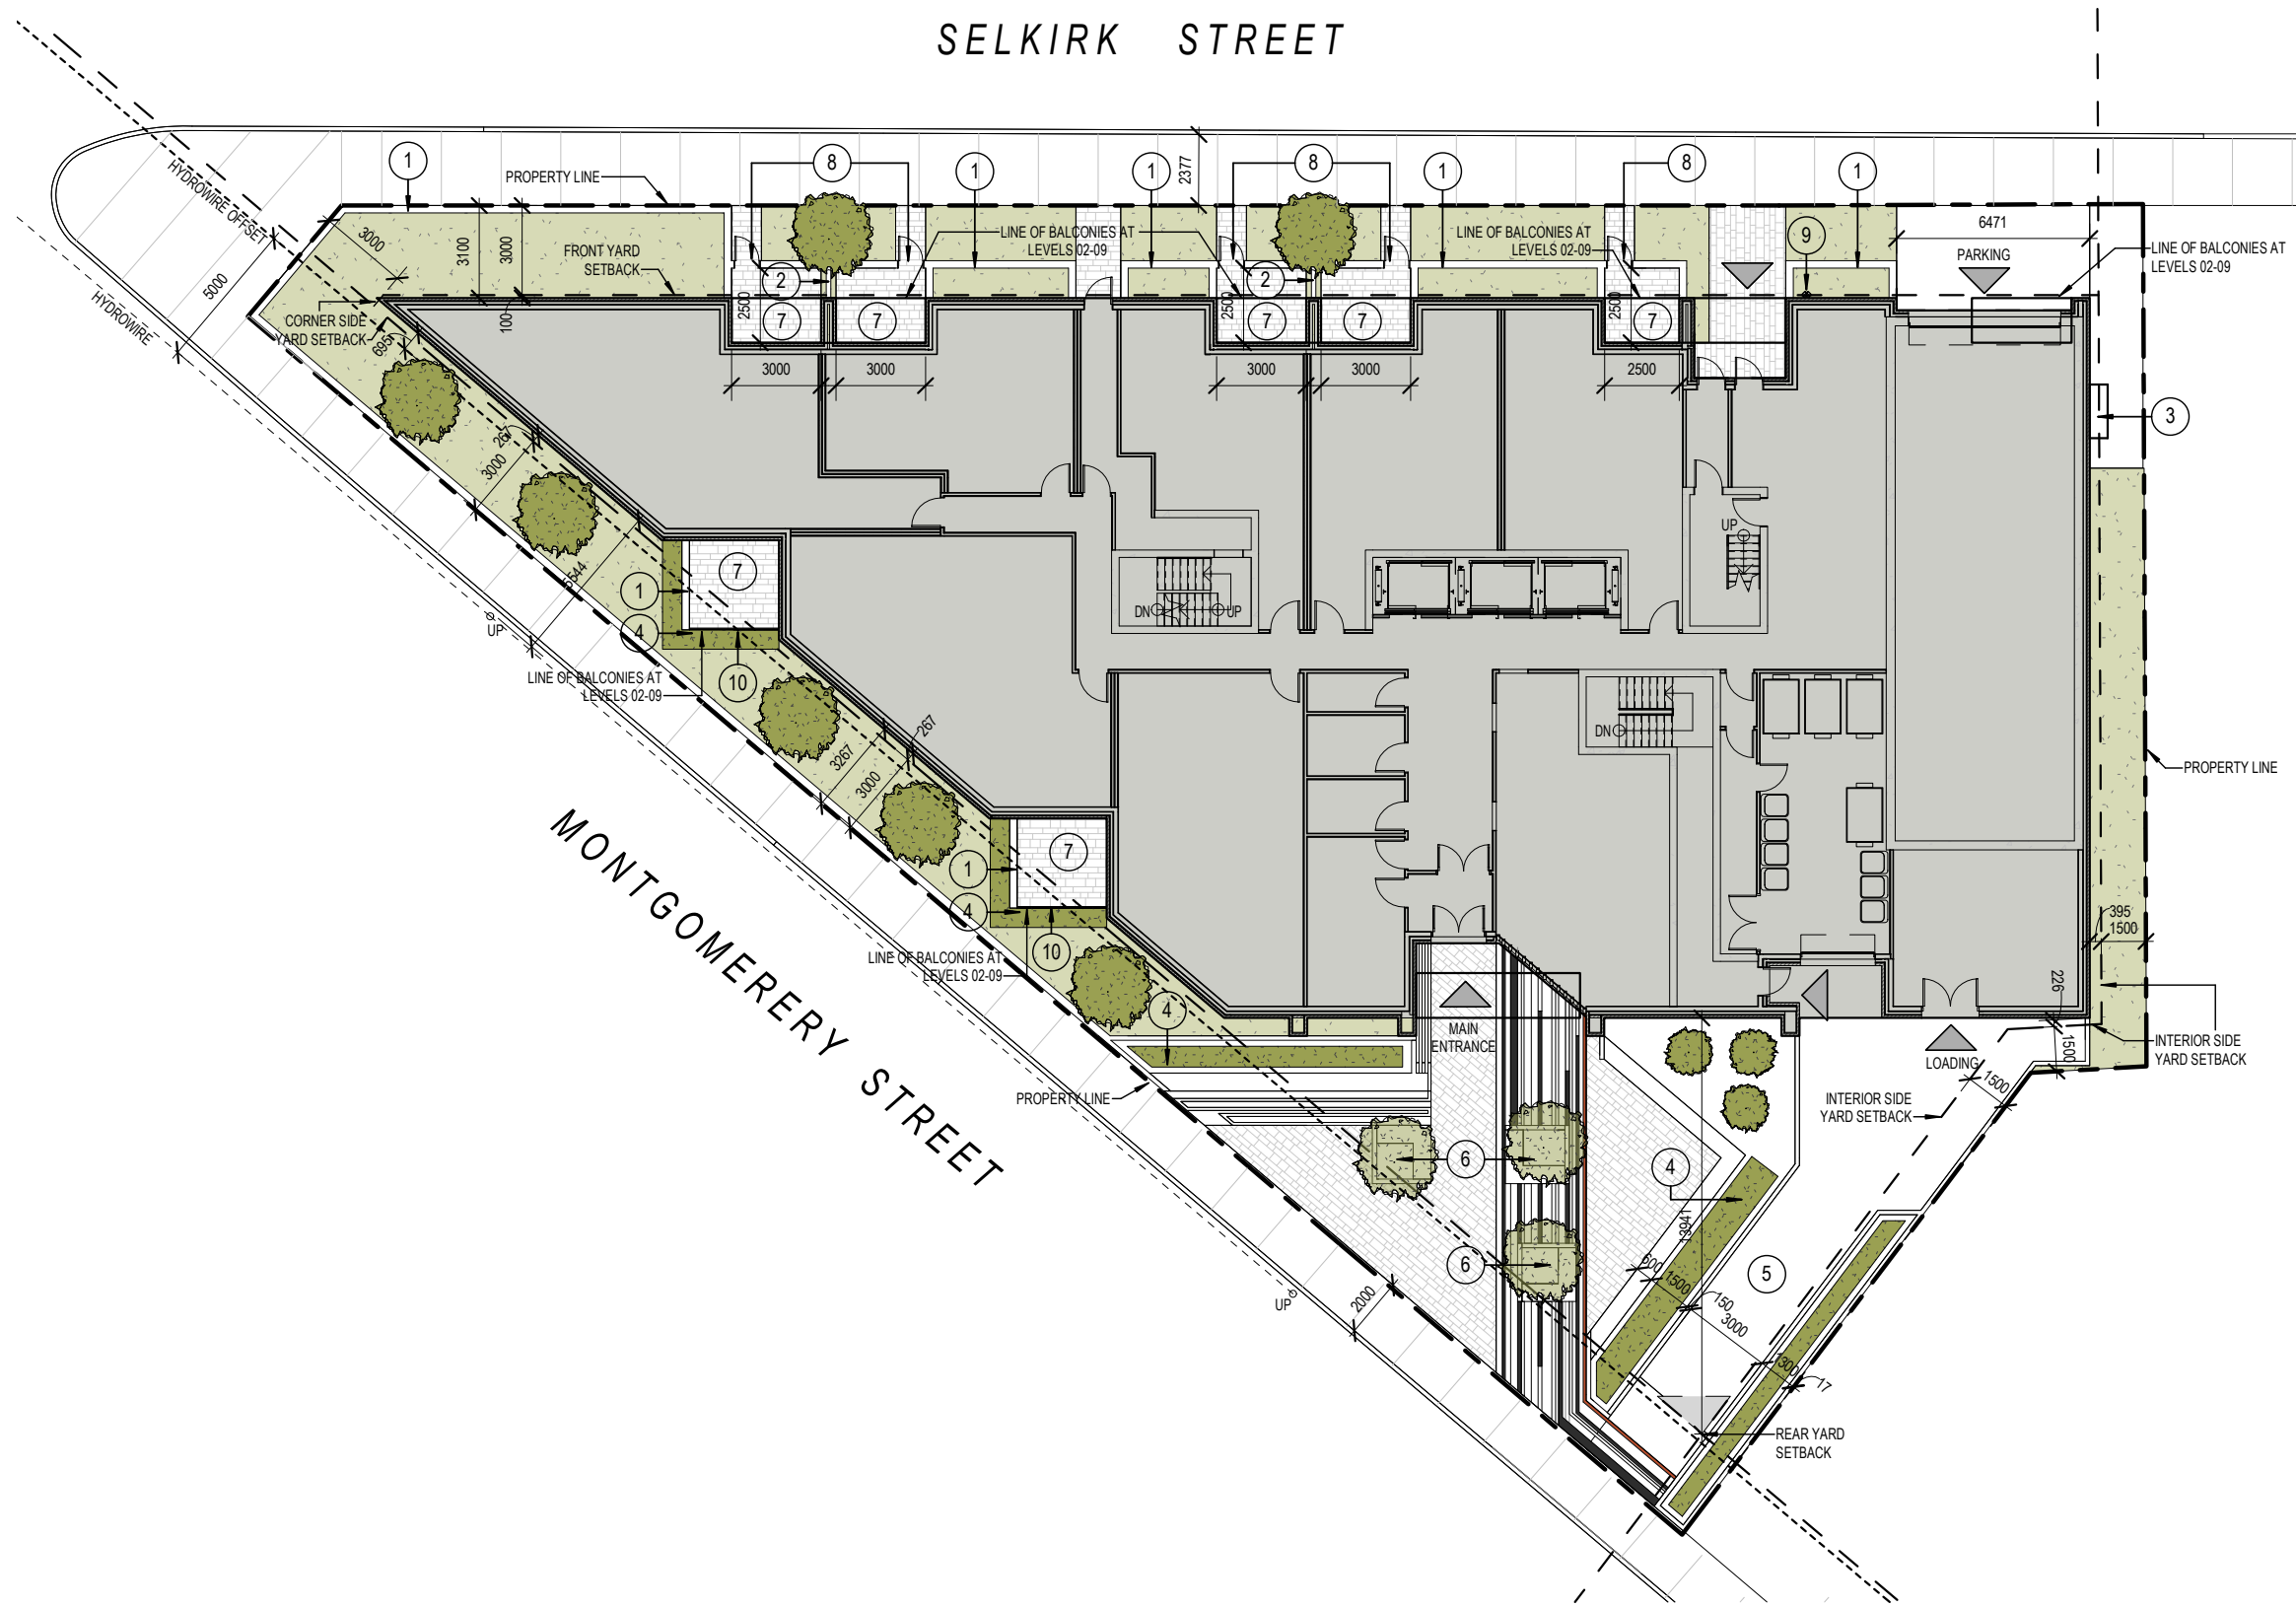 SELKIRK STREET
1
8
1
1
8
1
8
1
2377
HYDROWIRE OFFSET
PROPERTY LINE
3000
3100
3000
FRONT YARD
SETBACK
LINE OF BALCONIES AT
LEVELS 02-09
LINE OF BALCONIES AT
LEVELS 02-09
9
6471
PARKING
LINE OF BALCONIES AT
LEVELS 02-09
5000
HYDROWIRE
CORNER SIDE
YARD SETBACK
695
100
2
2500
7
7
2
2500
7
7
2500
7
3000
3000
3000
3000
2500
3
267
3000
5544
UP
7
1
4
10
LINE OF BALCONIES AT
LEVELS 02-09
DN
UP
UP
DN
PROPERTY LINE
267
3267
3000
7
1
4
10
LINE OF BALCONIES AT
LEVELS 02-09
MONTGOMERERY STREET
395
1500
226
1500
4
MAIN
ENTRANCE
LOADING
INTERIOR SIDE
YARD SETBACK
1500
INTERIOR SIDE
YARD SETBACK
PROPERTY LINE
6
4
13941
6
600
1500
150
3000
5
1300
17
UP
2000
REAR YARD
SETBACK